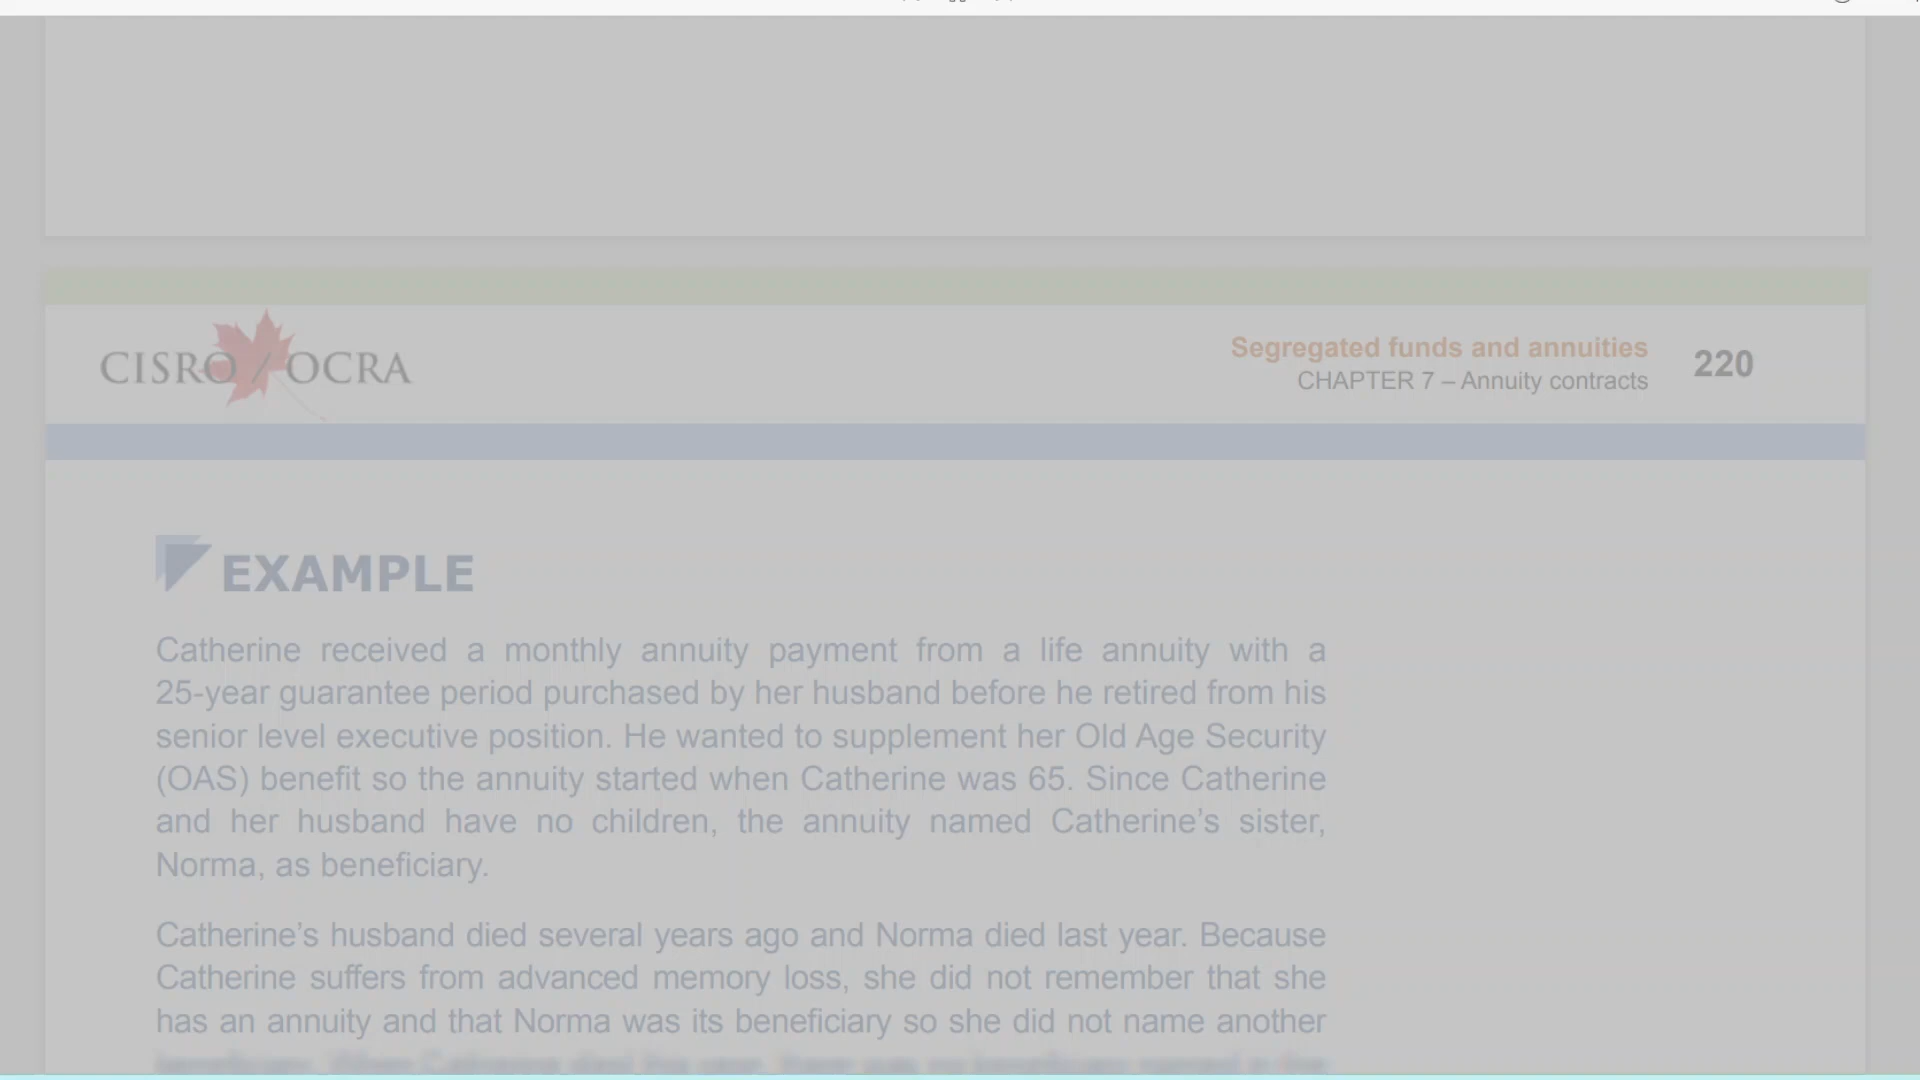 CISRO / OCRA
Segregated funds and annuities
CHAPTER 7 – Annuity contracts
220
EXAMPLE
Catherine received a monthly annuity payment from a life annuity with a
25-year guarantee period purchased by her husband before he retired from his
senior level executive position. He wanted to supplement her Old Age Security
(OAS) benefit so the annuity started when Catherine was 65. Since Catherine
and her husband have no children, the annuity named Catherine’s sister,
Norma, as beneficiary.
Catherine’s husband died several years ago and Norma died last year. Because
Catherine suffers from advanced memory loss, she did not remember that she
has an annuity and that Norma was its beneficiary so she did not name another